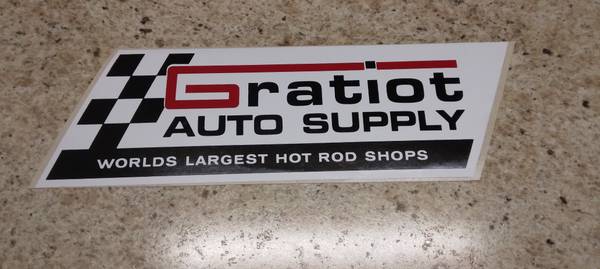 Gratiot
AUTO SUPPLY
WORLDS LARGEST HOT ROD SHOPS